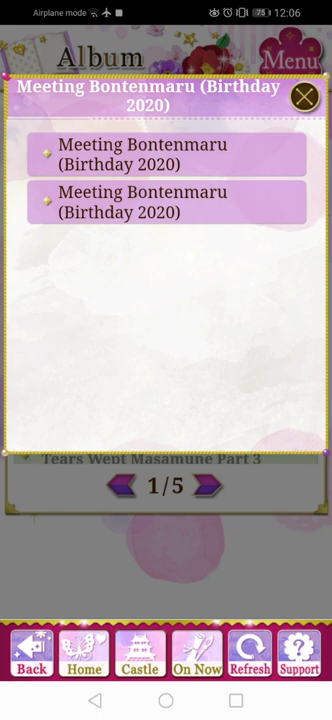 Airplane mode 75 12:06
Album
Menu
Meeting Bontenmaru (Birthday
2020)
Meeting Bontenmaru
(Birthday 2020)
Meeting Bontenmaru
(Birthday 2020)
Tears Wept Masamune Part 3
1/5
Back Home Castle On Now Refresh Support